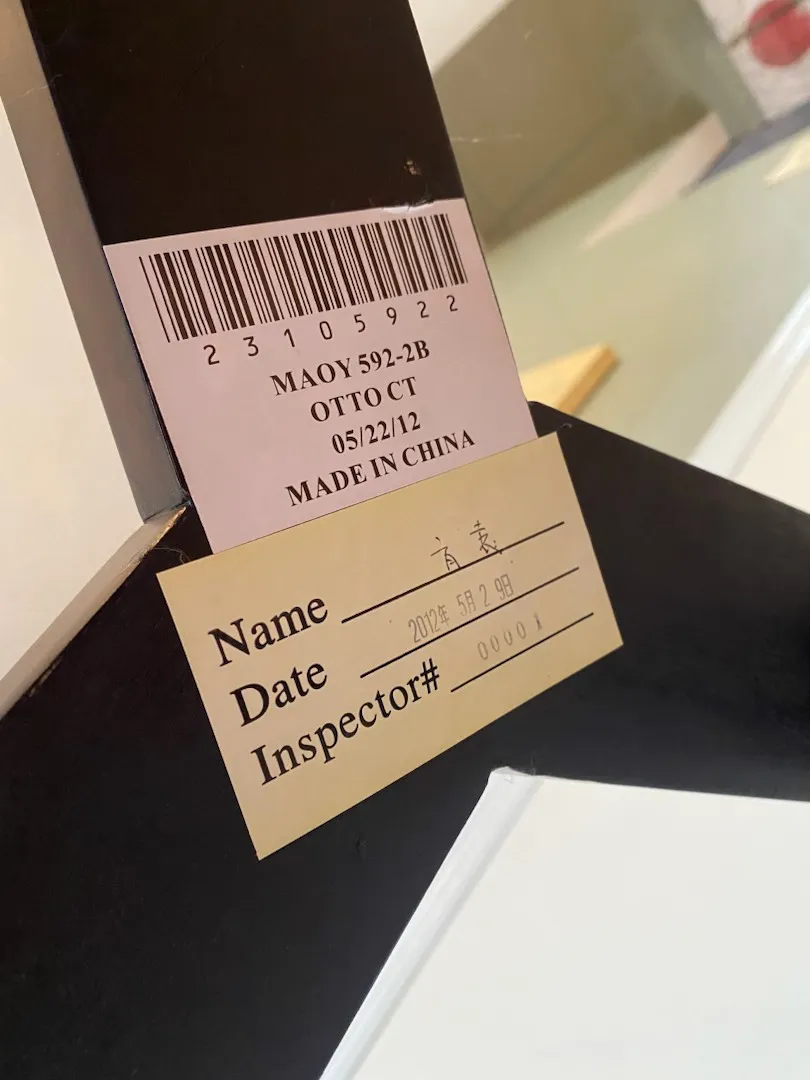 23105922
MAOY 592-2B
OTTO CT
05/22/12
MADE IN CHINA
Name
Date 2012年 5月 2 9日
Inspector# 0000